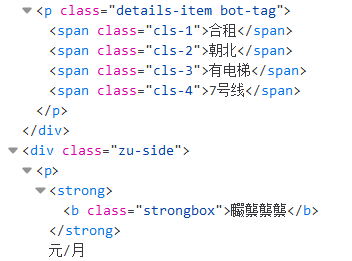 <p class="details-item bot-tag">
<span class="cls-1">合租</span>
<span class="cls-2">朝北</span>
<span class="cls-3">有电梯</span>
<span class="cls-4">7号线</span>
</p>
</div>
<div class="zu-side">
<p>
<strong>
<b class="strongbox"></b>
</strong>
元/月